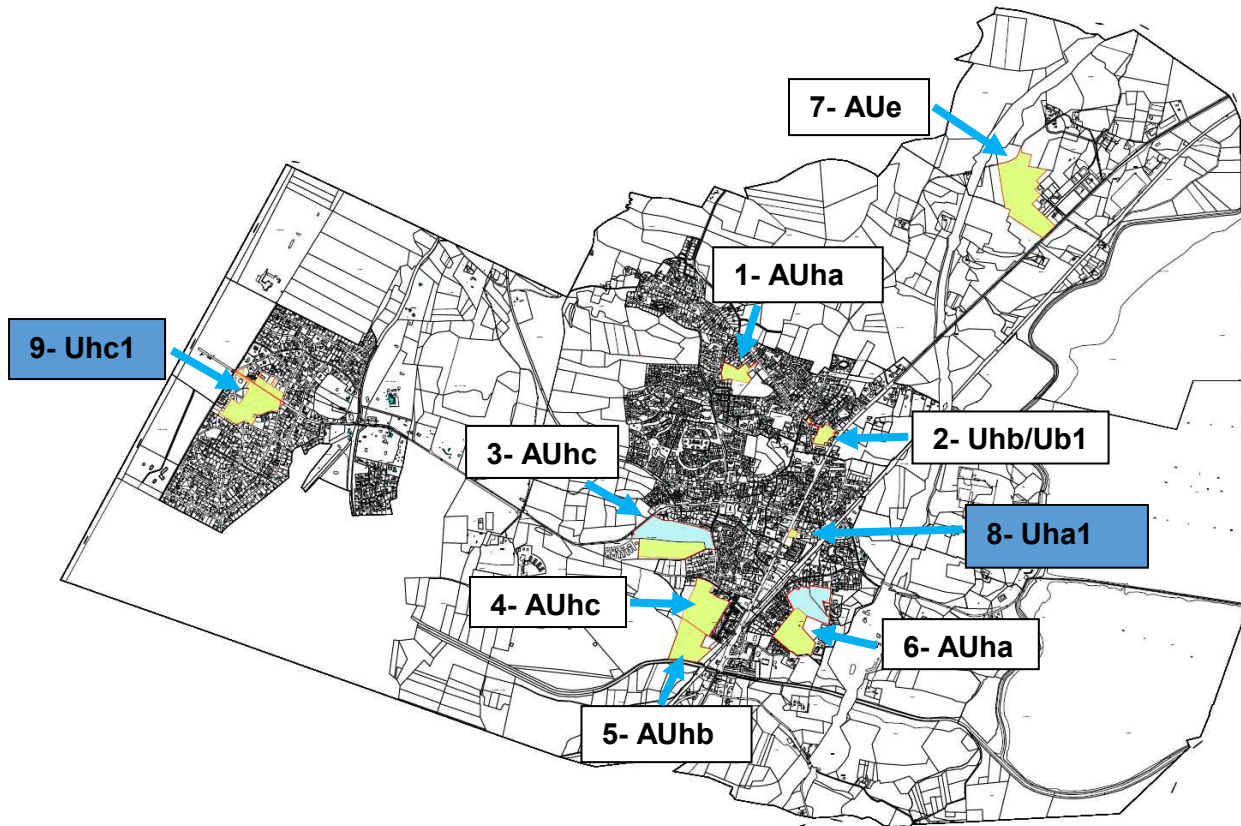 7- AUe
1- AUha
9- Uhc1
2- Uhb/Ub1
3- AUhc
8- Uha1
4- AUhc
6- AUha
5- AUhb